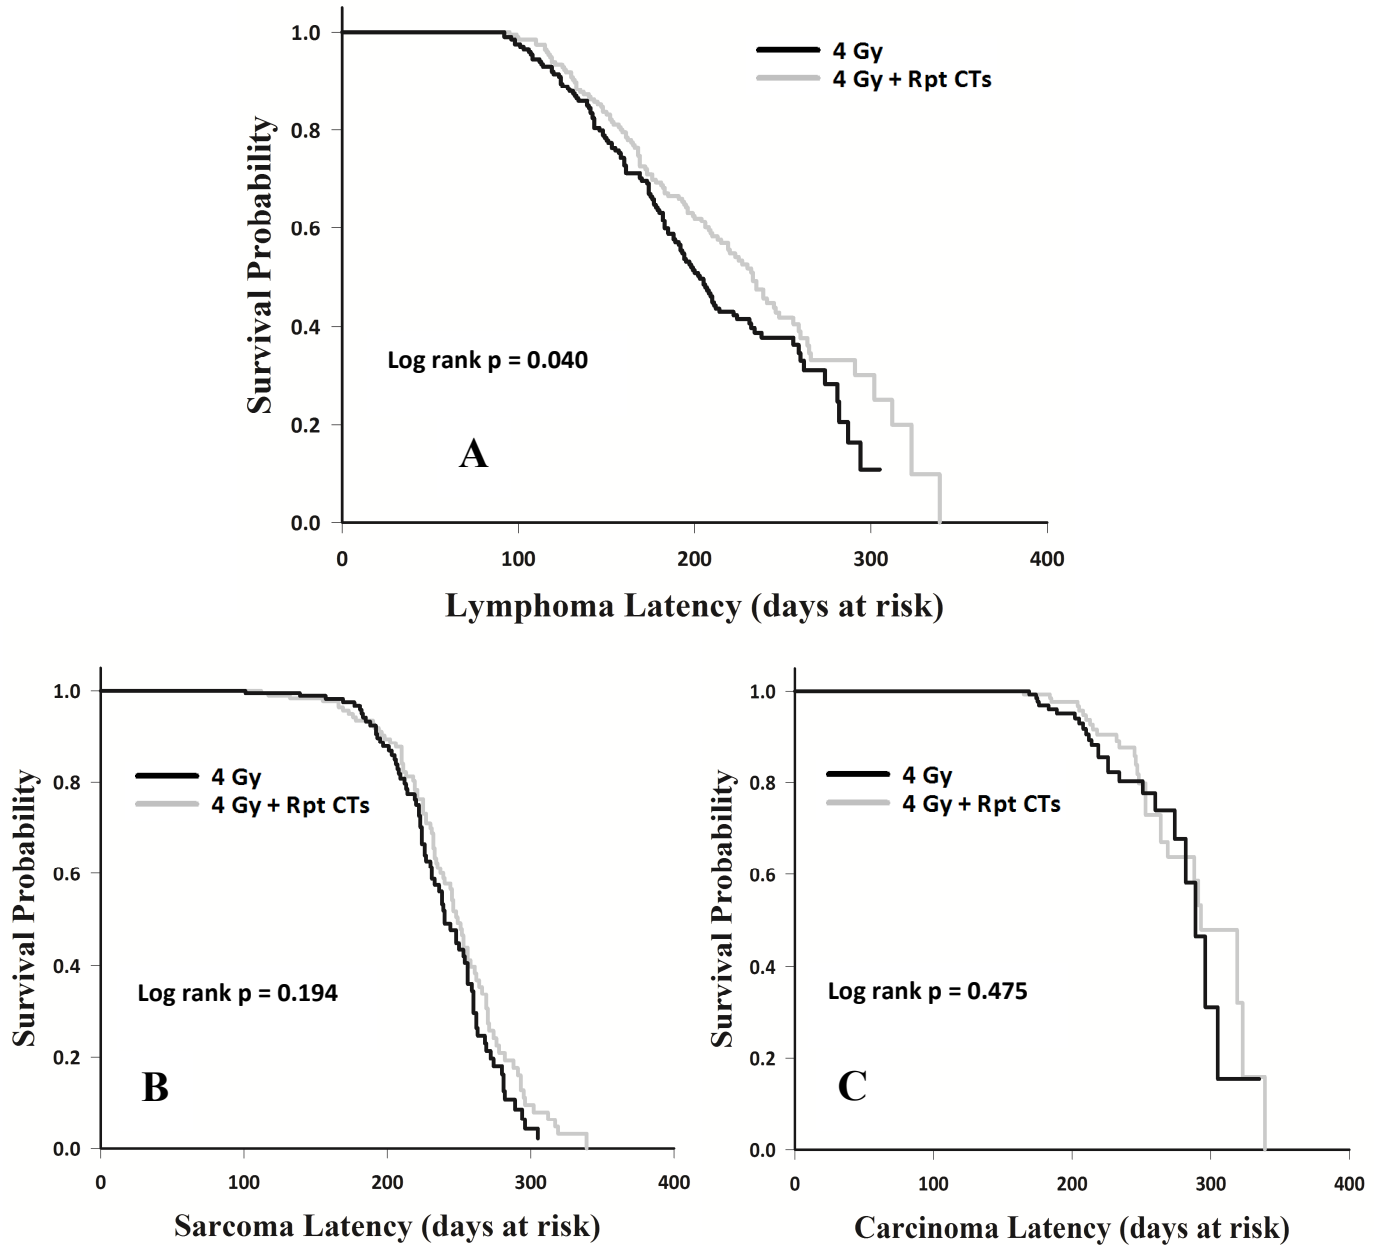 1.0
0.8
0.6
0.4
0.2
0.0
Survival Probability
4 Gy
4 Gy + Rpt CTs
Log rank p = 0.040
A
0 100 200 300 400
Lymphoma Latency (days at risk)
1.0
0.8
0.6
0.4
0.2
0.0
Survival Probability
4 Gy
4 Gy + Rpt CTs
Log rank p = 0.194
B
0 100 200 300 400
Sarcoma Latency (days at risk)
1.0
0.8
0.6
0.4
0.2
0.0
Survival Probability
4 Gy
4 Gy + Rpt CTs
Log rank p = 0.475
C
0 100 200 300 400
Carcinoma Latency (days at risk)